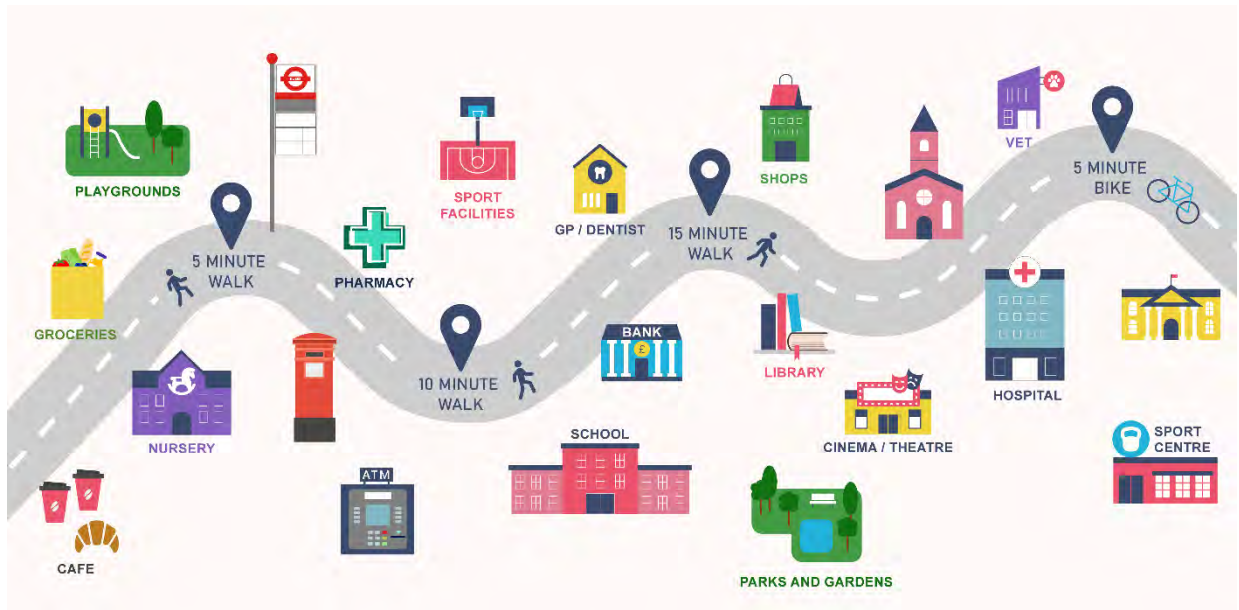 PLAYGROUNDS
GROCERIES
5 MINUTE
WALK
NURSERY
CAFE
PHARMACY
ATM
10 MINUTE
WALK
SPORT
FACILITIES
GP / DENTIST
SCHOOL
BANK
£
15 MINUTE
WALK
SHOPS
LIBRARY
CINEMA / THEATRE
PARKS AND GARDENS
VET
HOSPITAL
5 MINUTE
BIKE
SPORT
CENTRE